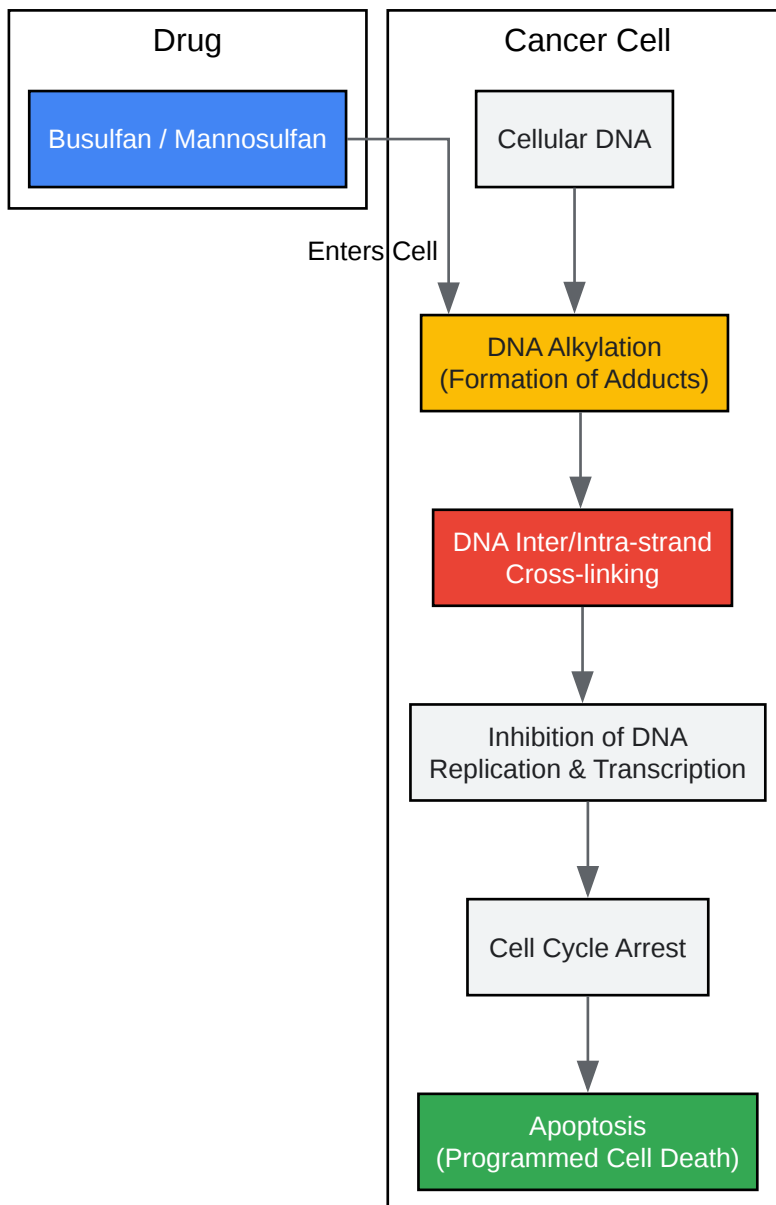 Drug
Cancer Cell
Busulfan / Mannosulfan
Cellular DNA
Enters Cell
DNA Alkylation
(Formation of Adducts)
DNA Inter/Intra-strand
Cross-linking
Inhibition of DNA
Replication & Transcription
Cell Cycle Arrest
Apoptosis
(Programmed Cell Death)